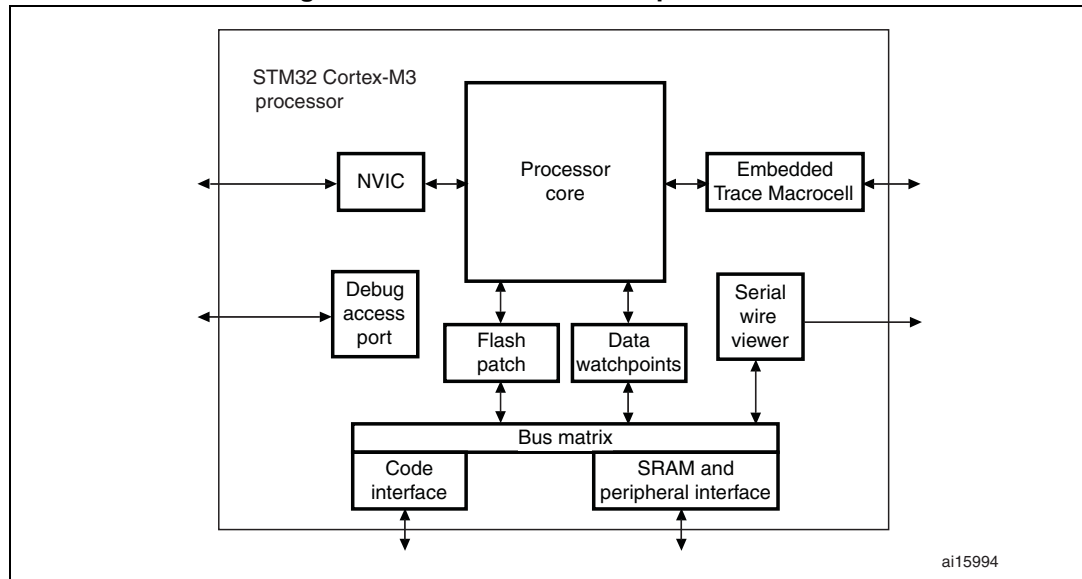 STM32 Cortex-M3
processor
NVIC
Processor
core
Embedded
Trace Macrocell
Debug
access
port
Flash
patch
Data
watchpoints
Serial
wire
viewer
Bus matrix
Code
interface
SRAM and
peripheral interface
ai15994